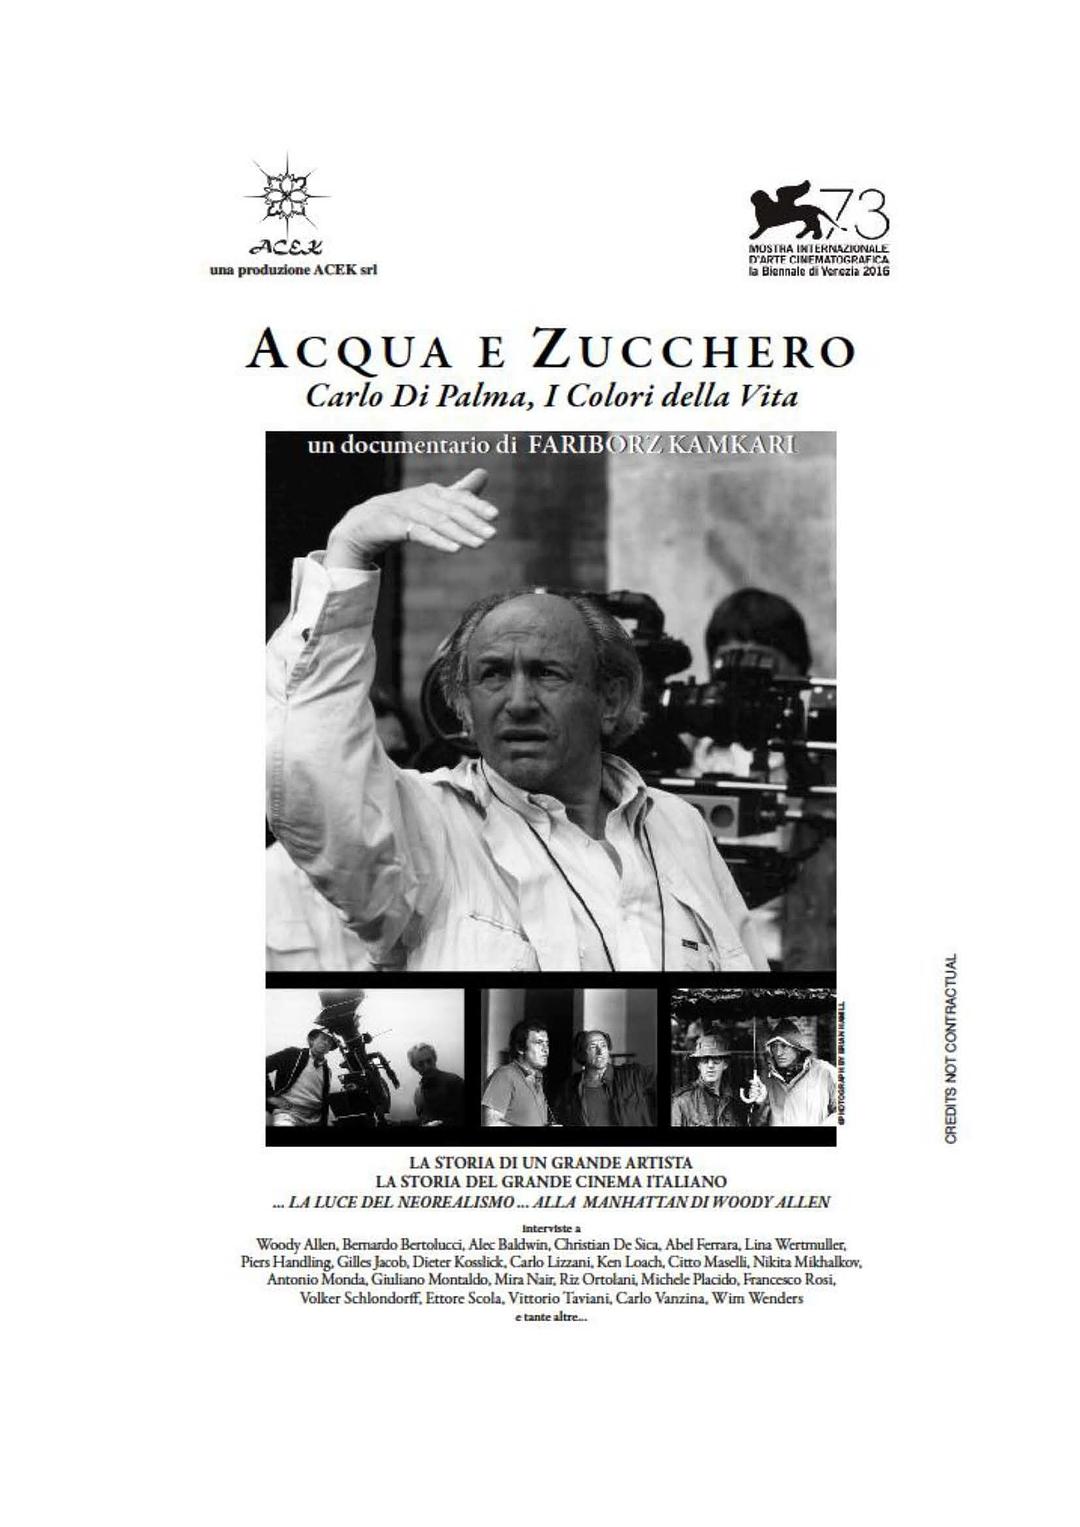 ACEK
una produzione ACEK srl
73
MOSTRA INTERNAZIONALE
D'ARTE CINEMATOGRAFICA
la Biennale di Venezia 2016
ACQUA E ZUCCHERO
Carlo Di Palma, I Colori della Vita
un documentario di FARIBORZ KAMKARI
©PHOTOGRAPH BY BRIAN HAMILL
CREDITS NOT CONTRACTUAL
LA STORIA DI UN GRANDE ARTISTA
LA STORIA DEL GRANDE CINEMA ITALIANO
... LA LUCE DEL NEOREALISMO ... ALLA MANHATTAN DI WOODY ALLEN
interviste a
Woody Allen, Bernardo Bertolucci, Alec Baldwin, Christian De Sica, Abel Ferrara, Lina Wertmuller,
Piers Handling, Gilles Jacob, Dieter Kosslick, Carlo Lizzani, Ken Loach, Citto Maselli, Nikita Mikhalkov,
Antonio Monda, Giuliano Montaldo, Mira Nair, Riz Ortolani, Michele Placido, Francesco Rosi,
Volker Schlondorff, Ettore Scola, Vittorio Taviani, Carlo Vanzina, Wim Wenders
e tante altre...